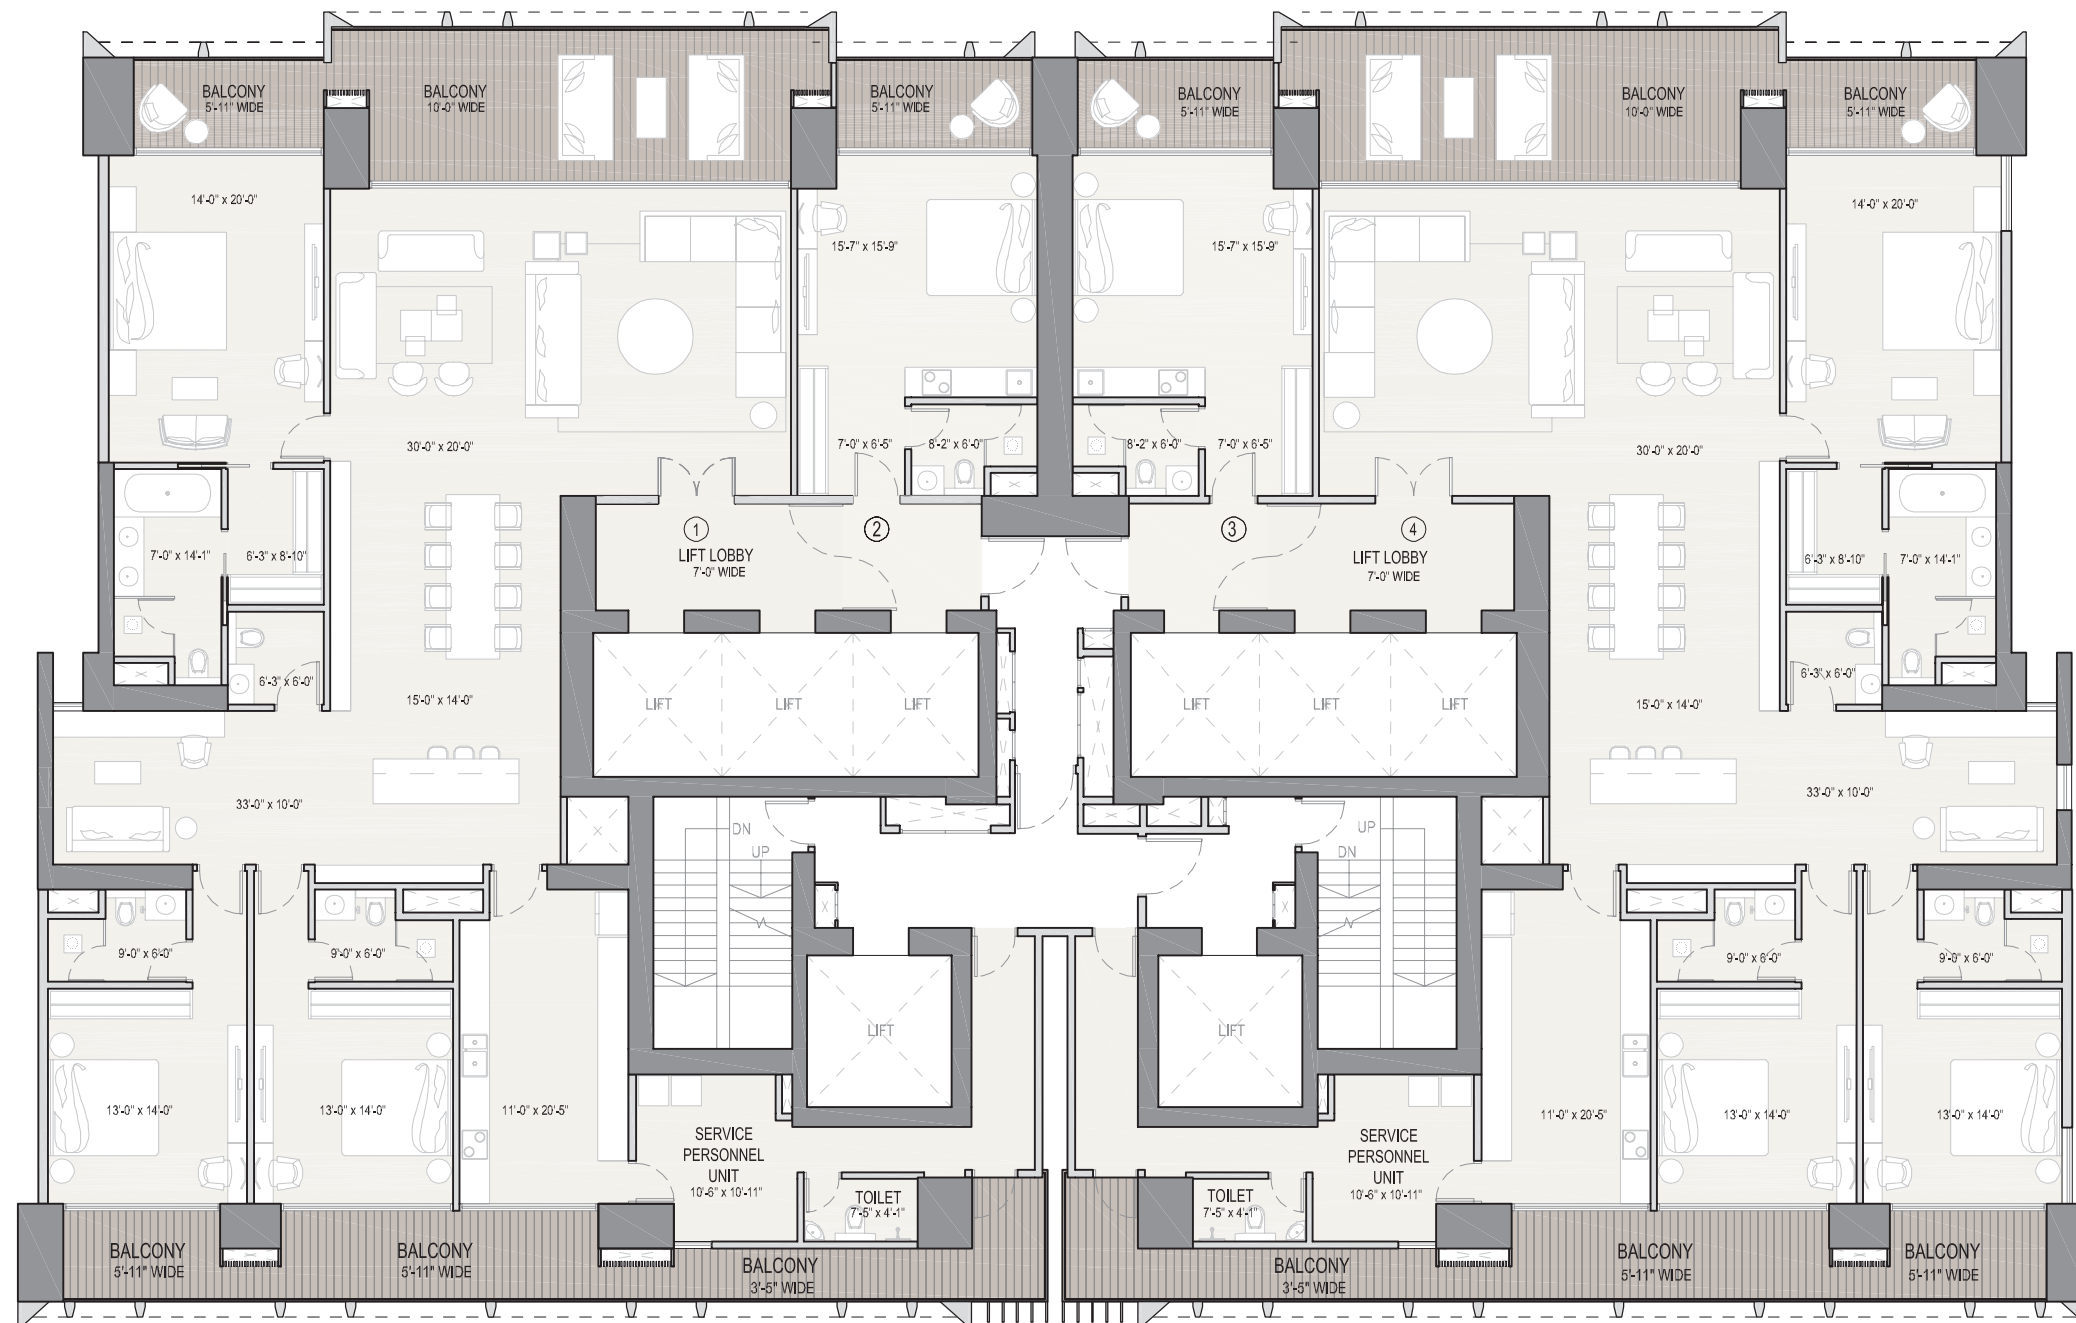 BALCONY
5'-11" WIDE
BALCONY
10'-0" WIDE
BALCONY
5'-11" WIDE
BALCONY
5'-11" WIDE
BALCONY
10'-0" WIDE
BALCONY
5'-11" WIDE
14'-0" x 20'-0"
14'-0" x 20'-0"
15'-7" x 15'-9"
15'-7" x 15'-9"
30'-0" x 20'-0"
7'-0" x 6'-5"
8'-2" x 6'-0"
8'-2" x 6'-0"
7'-0" x 6'-5"
30'-0" x 20'-0"
1
LIFT LOBBY
7'-0" WIDE
2
3
4
LIFT LOBBY
7'-0" WIDE
7'-0" x 14'-1"
6'-3" x 8'-10"
6'-3" x 8'-10"
7'-0" x 14'-1"
6'-3" x 6'-0"
6'-3" x 6'-0"
15'-0" x 14'-0"
LIFT
LIFT
LIFT
LIFT
LIFT
LIFT
15'-0" x 14'-0"
33'-0" x 10'-0"
33'-0" x 10'-0"
DN
UP
UP
DN
9'-0" x 6'-0"
9'-0" x 6'-0"
9'-0" x 6'-0"
9'-0" x 6'-0"
LIFT
LIFT
13'-0" x 14'-0"
13'-0" x 14'-0"
11'-0" x 20'-5"
11'-0" x 20'-5"
13'-0" x 14'-0"
13'-0" x 14'-0"
SERVICE
PERSONNEL
UNIT
10'-6" x 10'-11"
SERVICE
PERSONNEL
UNIT
10'-6" x 10'-11"
TOILET
7'-5" x 4'-1"
TOILET
7'-5" x 4'-1"
BALCONY
5'-11" WIDE
BALCONY
5'-11" WIDE
BALCONY
3'-5" WIDE
BALCONY
3'-5" WIDE
BALCONY
5'-11" WIDE
BALCONY
5'-11" WIDE